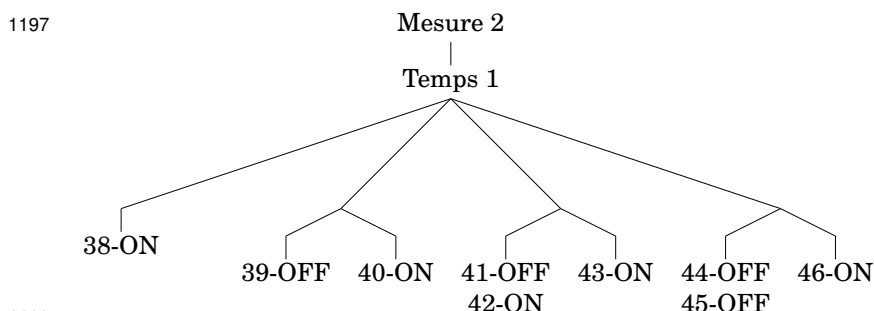 1197
Mesure 2
Temps 1
38-ON
39-OFF 40-ON 41-OFF 43-ON 44-OFF 46-ON
42-ON 45-OFF